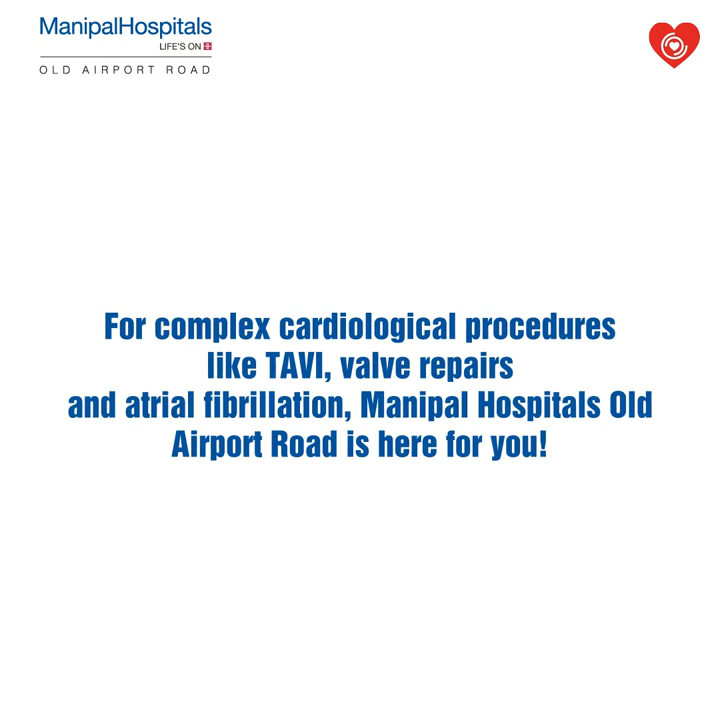 ManipalHospitals
LIFE'S ON
OLD AIRPORT ROAD
For complex cardiological procedures
like TAVI, valve repairs
and atrial fibrillation, Manipal Hospitals Old
Airport Road is here for you!